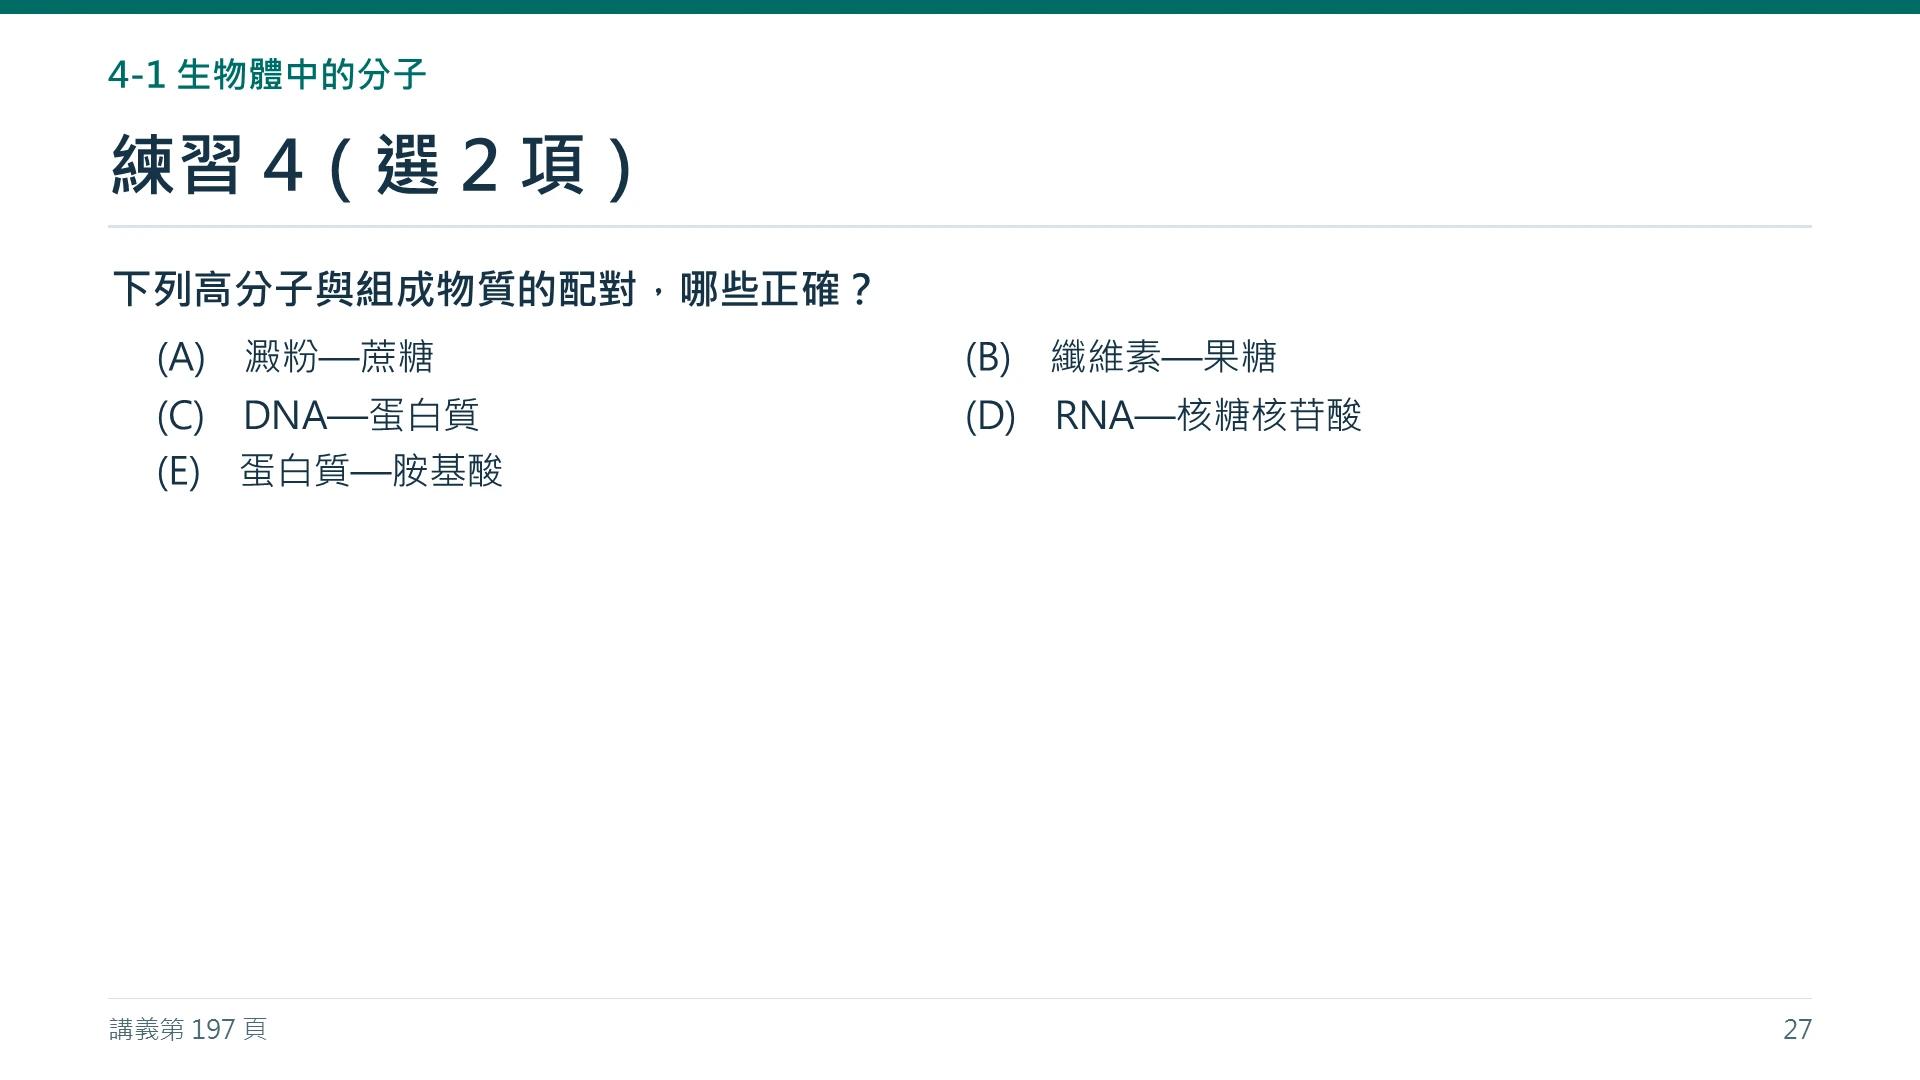 4-1 生物體中的分子
練習 4（選 2 項）
下列高分子與組成物質的配對，哪些正確？
(A) 澱粉—蔗糖
(B) 纖維素—果糖
(C) DNA—蛋白質
(D) RNA—核糖核苷酸
(E) 蛋白質—胺基酸
講義第 197 頁
27